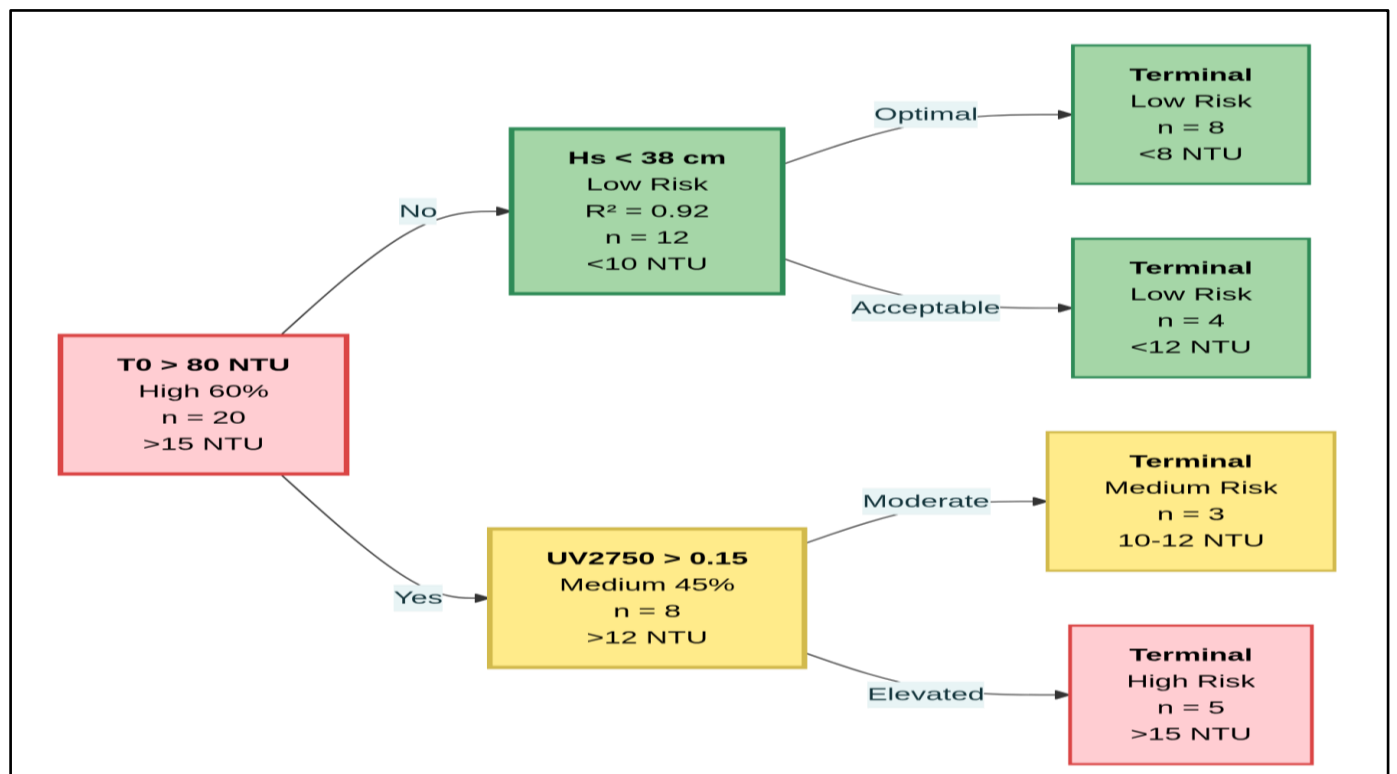 T0 > 80 NTU
High 60%
n = 20
>15 NTU
No
Yes
Hs < 38 cm
Low Risk
R² = 0.92
n = 12
<10 NTU
UV2750 > 0.15
Medium 45%
n = 8
>12 NTU
Optimal
Acceptable
Moderate
Elevated
Terminal
Low Risk
n = 8
<8 NTU
Terminal
Low Risk
n = 4
<12 NTU
Terminal
Medium Risk
n = 3
10-12 NTU
Terminal
High Risk
n = 5
>15 NTU